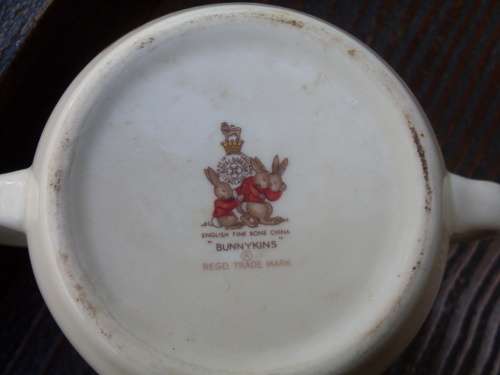 ENGLISH FINE BONE CHINA
"BUNNYKINS"
®
REGD. TRADE MARK